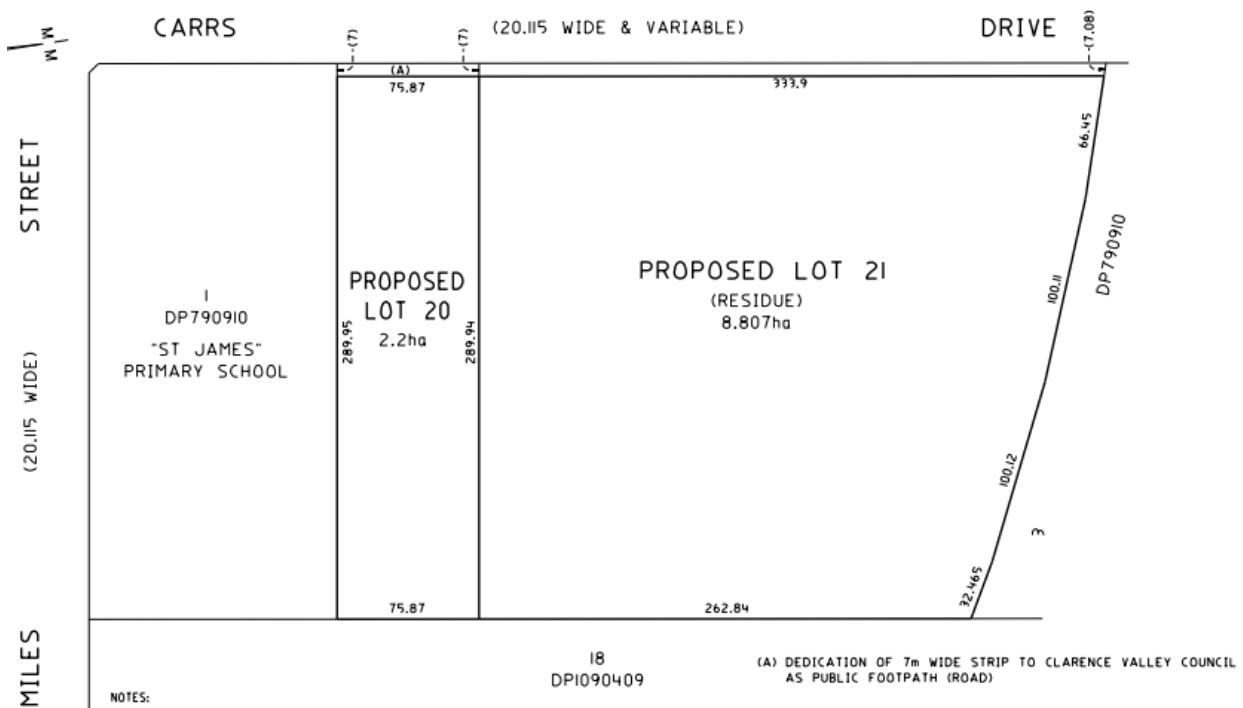 CARRS
(20.115 WIDE & VARIABLE)
DRIVE
M
M
(7)
(7)
(7.08)
(A)
75.87
333.9
66.45
STREET
(20.115 WIDE)
MILES
1
DP790910
"ST JAMES"
PRIMARY SCHOOL
PROPOSED
LOT 20
2.2ha
289.95
289.94
PROPOSED LOT 21
(RESIDUE)
8.807ha
DP790910
100.11
100.12
3
32.465
75.87
262.84
18
DP1090409
(A) DEDICATION OF 7m WIDE STRIP TO CLARENCE VALLEY COUNCIL
AS PUBLIC FOOTPATH (ROAD)
NOTES: